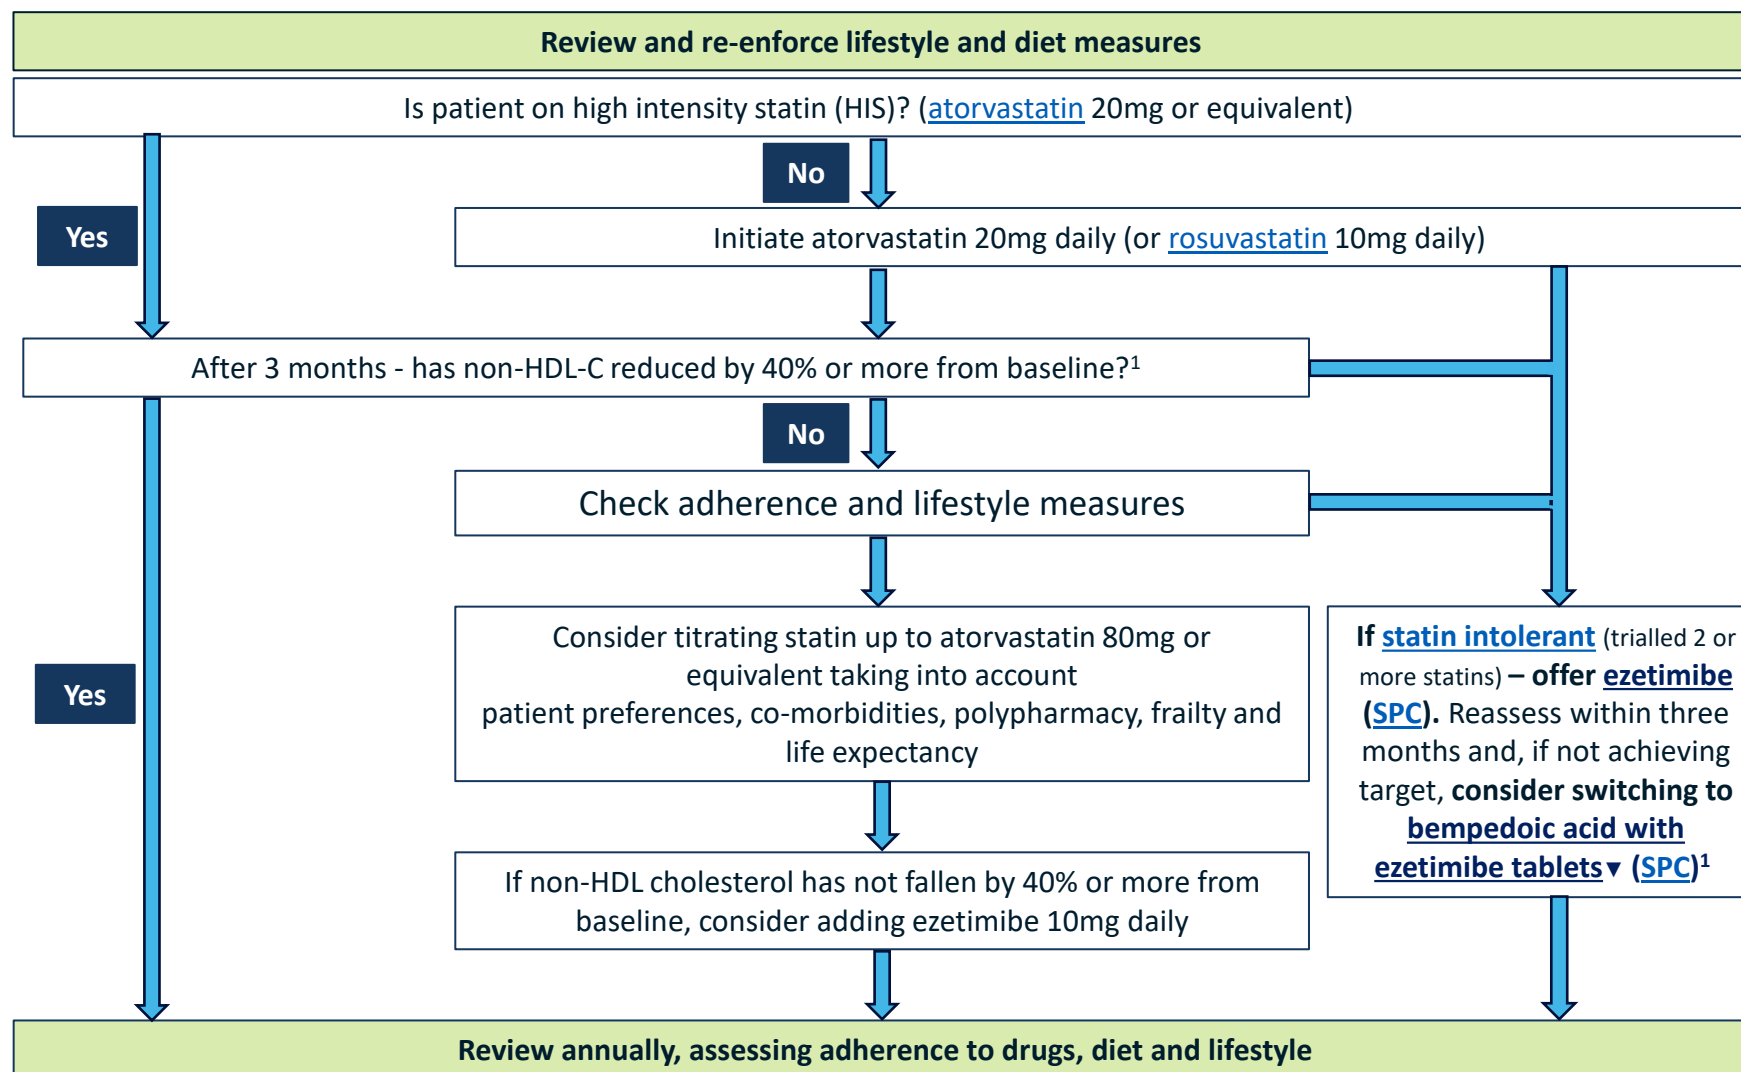 Review and re-enforce lifestyle and diet measures
Is patient on high intensity statin (HIS)? (atorvastatin 20mg or equivalent)
No
Yes
Initiate atorvastatin 20mg daily (or rosuvastatin 10mg daily)
After 3 months - has non-HDL-C reduced by 40% or more from baseline?¹
No
Check adherence and lifestyle measures
Consider titrating statin up to atorvastatin 80mg or
equivalent taking into account
patient preferences, co-morbidities, polypharmacy, frailty and
life expectancy
Yes
If statin intolerant (trialled 2 or
more statins) – offer ezetimibe
(SPC). Reassess within three
months and, if not achieving
target, consider switching to
bempedoic acid with
ezetimibe tablets▼ (SPC)¹
If non-HDL cholesterol has not fallen by 40% or more from
baseline, consider adding ezetimibe 10mg daily
Review annually, assessing adherence to drugs, diet and lifestyle